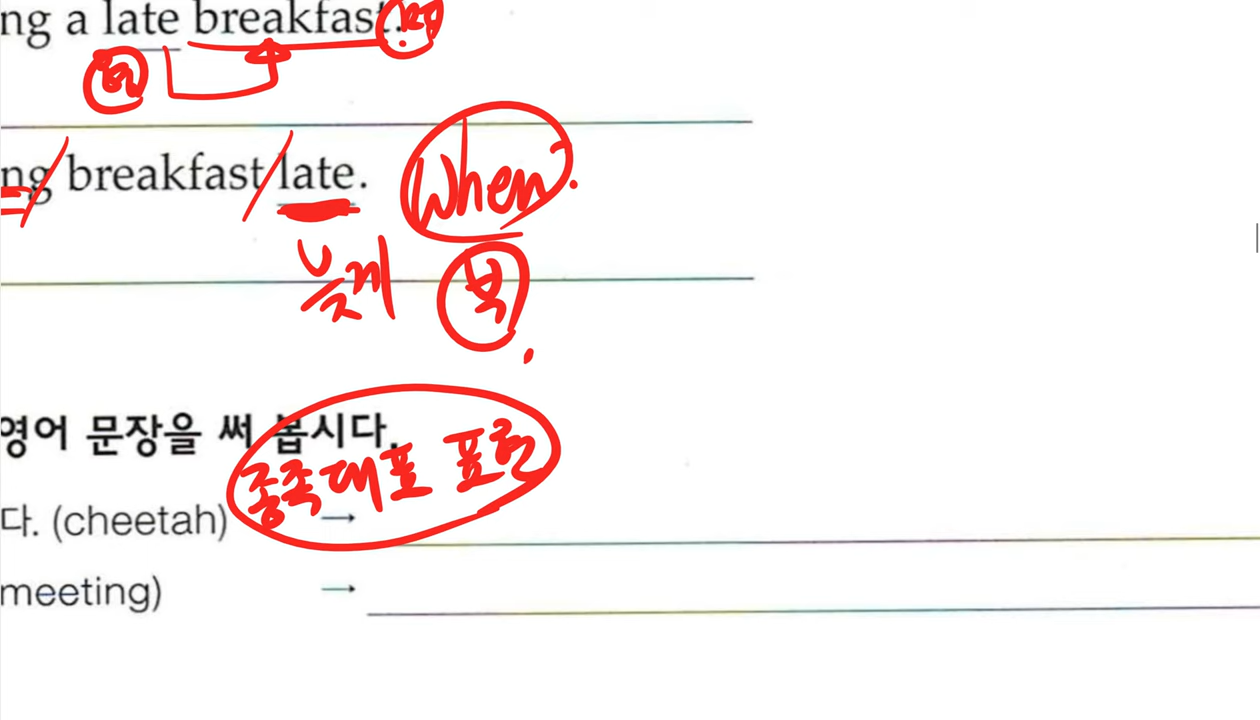 ng a late breakfast.
형
ng breakfast late. When
늦게 부
영어 문장을 써 봅시다.
종족대표 표현
다. (cheetah) →
meeting) →